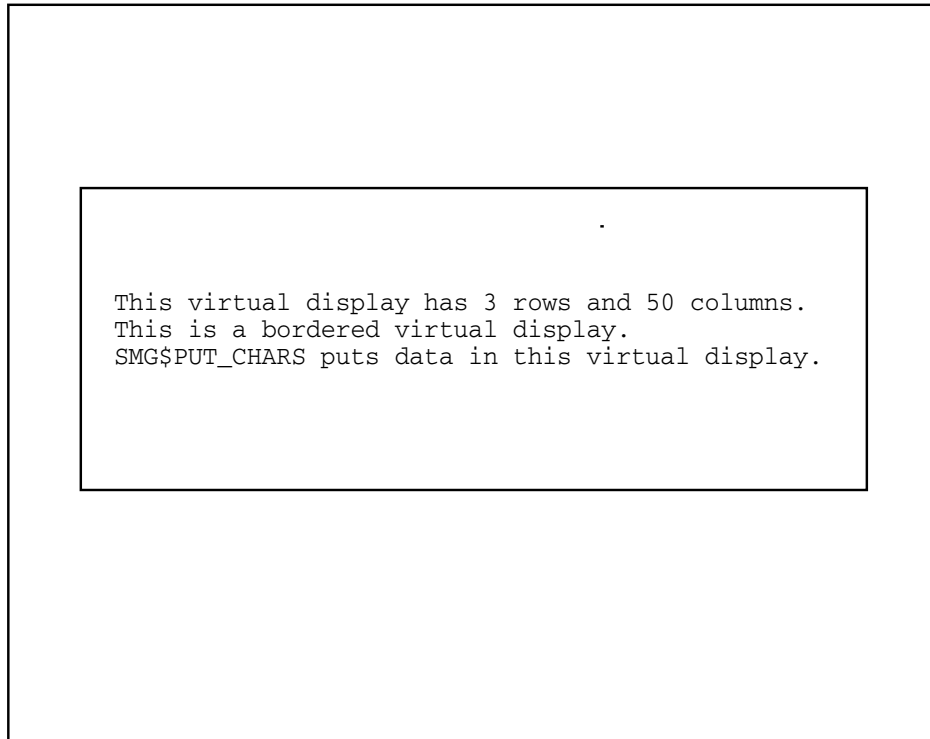 This virtual display has 3 rows and 50 columns.
This is a bordered virtual display.
SMG$PUT_CHARS puts data in this virtual display.